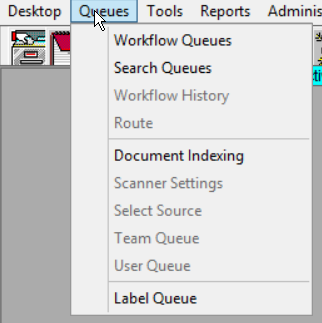 Desktop Queues Tools Reports Adminis
Workflow Queues
Search Queues
Workflow History
Route
Document Indexing
Scanner Settings
Select Source
Team Queue
User Queue
Label Queue